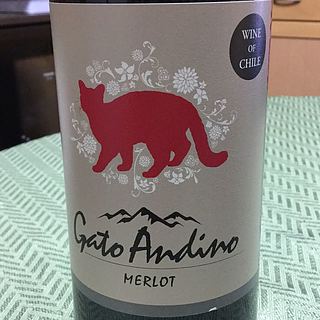 WINE
OF
CHILE
Gato Andino
MERLOT